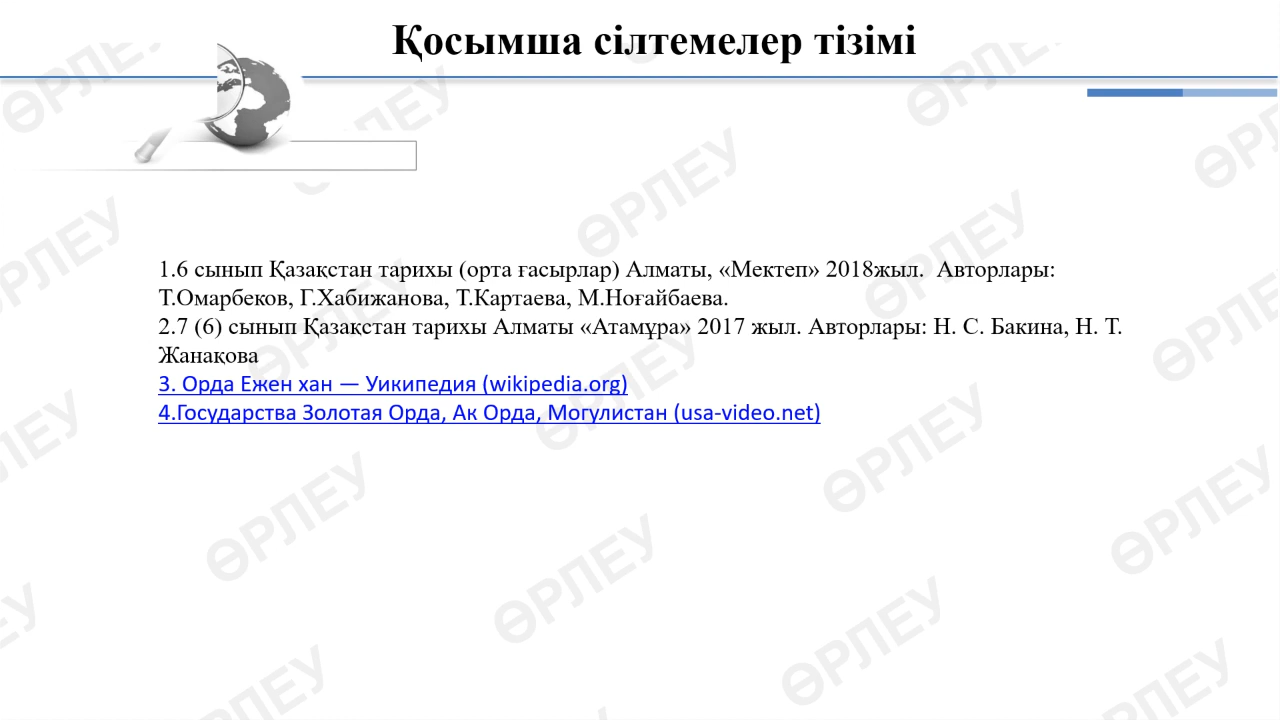 Қосымша сілтемелер тізімі
1.6 сынып Қазақстан тарихы (орта ғасырлар) Алматы, «Мектеп» 2018жыл.  Авторлары:
Т.Омарбеков, Г.Хабижанова, Т.Картаева, М.Ноғайбаева.
2.7 (6) сынып Қазақстан тарихы Алматы «Атамұра» 2017 жыл. Авторлары: Н. С. Бакина, Н. Т.
Жанақова
3. Орда Ежен хан — Уикипедия (wikipedia.org)
4.Государства Золотая Орда, Ак Орда, Могулистан (usa-video.net)
ӨРЛЕУ